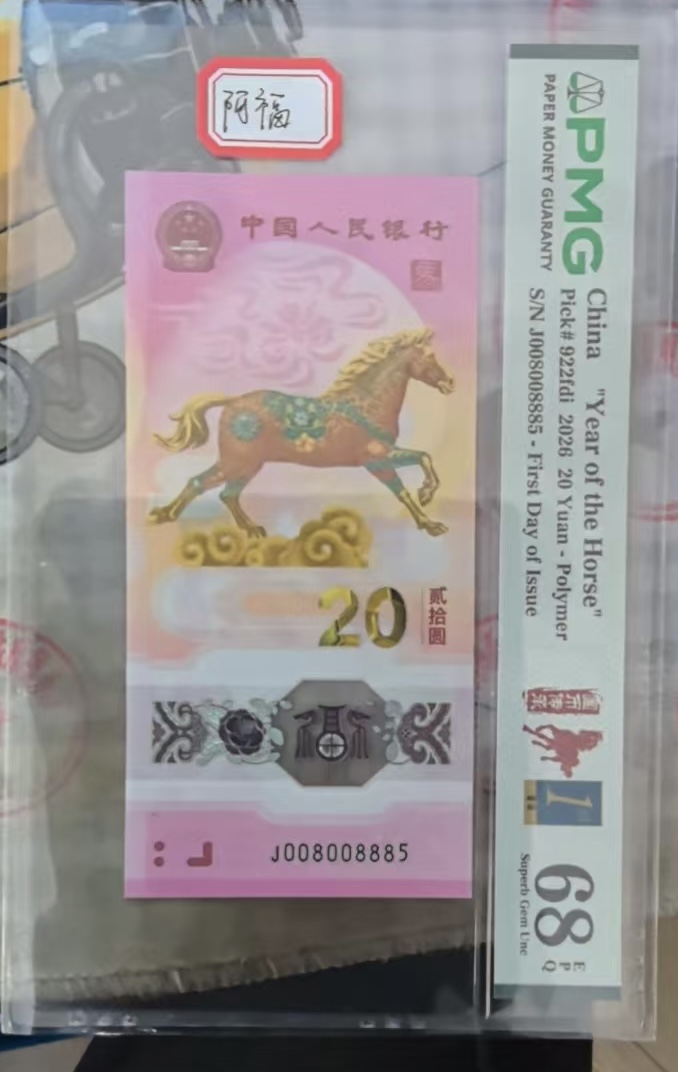 阿福
中国人民银行
20
贰拾圆
J008008885
PMG
PAPER MONEY GUARANTY
China "Year of the Horse"
Pick# 922fdi 2026 20 Yuan - Polymer
S/N J008008885 - First Day of Issue
1
68
EPQ
Superb Gem Unc